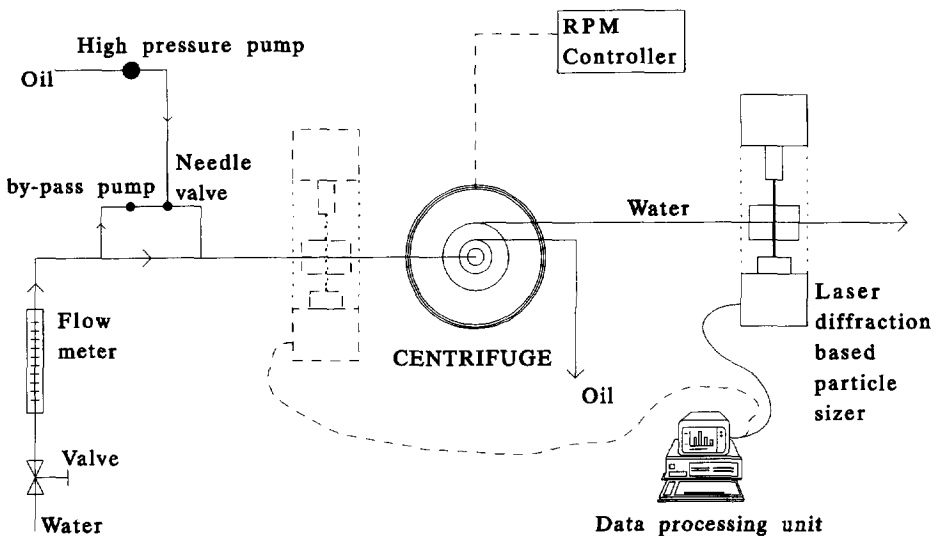 High pressure pump
Oil
RPM
Controller
Needle
valve
by-pass pump
Water
Flow
meter
CENTRIFUGE
Oil
Laser
diffraction
based
particle
sizer
Valve
Water
Data processing unit